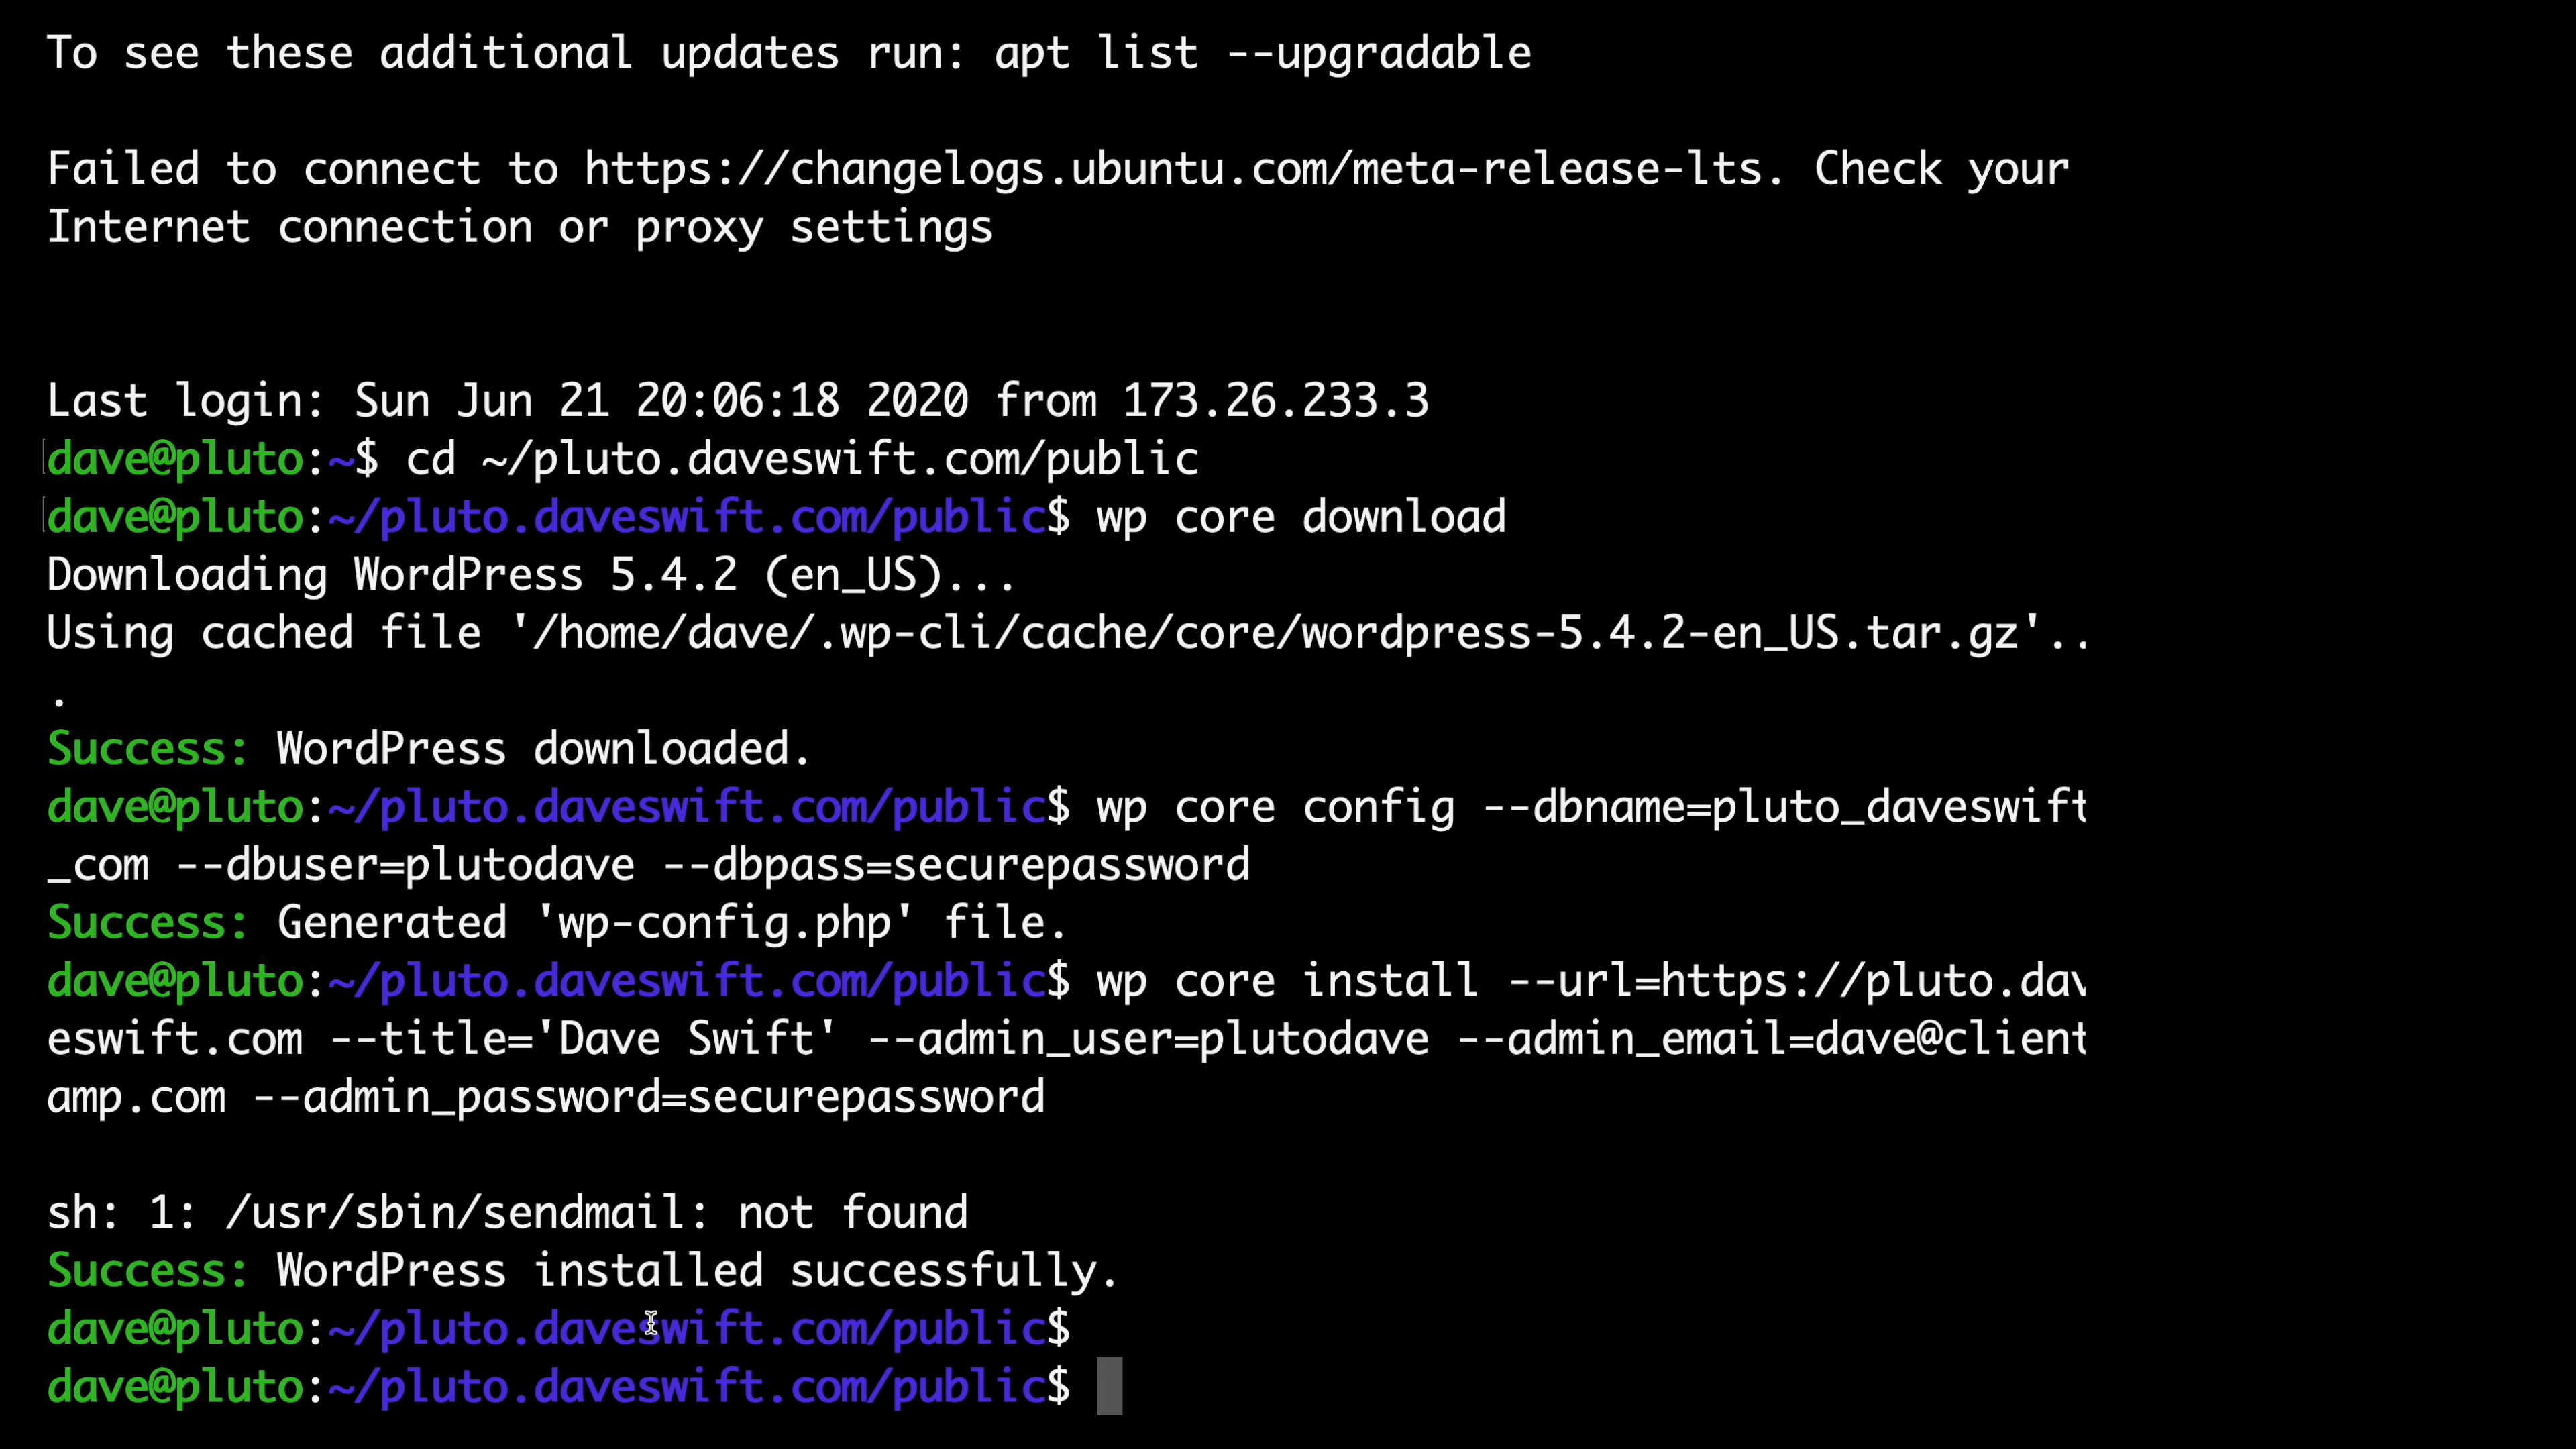 To see these additional updates run: apt list --upgradable
Failed to connect to https://changelogs.ubuntu.com/meta-release-lts. Check your
Internet connection or proxy settings
Last login: Sun Jun 21 20:06:18 2020 from 173.26.233.3
dave@pluto:~$ cd ~/pluto.daveswift.com/public
dave@pluto:~/pluto.daveswift.com/public$ wp core download
Downloading WordPress 5.4.2 (en_US)...
Using cached file '/home/dave/.wp-cli/cache/core/wordpress-5.4.2-en_US.tar.gz'..
.
Success: WordPress downloaded.
dave@pluto:~/pluto.daveswift.com/public$ wp core config --dbname=pluto_daveswift
_com --dbuser=plutodave --dbpass=securepassword
Success: Generated 'wp-config.php' file.
dave@pluto:~/pluto.daveswift.com/public$ wp core install --url=https://pluto.dav
eswift.com --title='Dave Swift' --admin_user=plutodave --admin_email=dave@client
amp.com --admin_password=securepassword
sh: 1: /usr/sbin/sendmail: not found
Success: WordPress installed successfully.
dave@pluto:~/pluto.daveswift.com/public$
dave@pluto:~/pluto.daveswift.com/public$